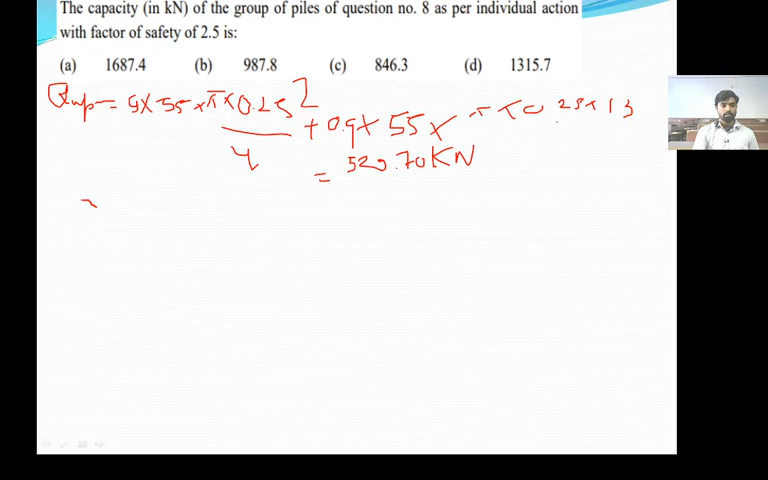 The capacity (in kN) of the group of piles of question no. 8 as per individual action
with factor of safety of 2.5 is:
(a) 1687.4 (b) 987.8 (c) 846.3 (d) 1315.7
Qup = 9 × 55 × π × 0.25² / 4 + 0.9 × 55 × π × 0.25 × 13
= 520.70 KN